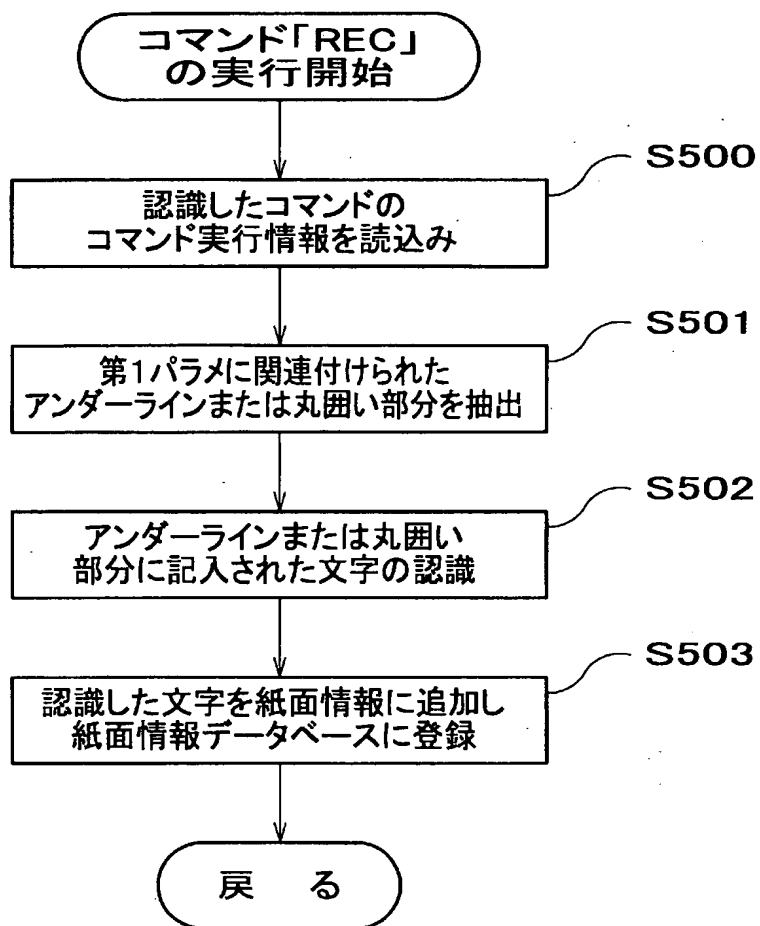 コマンド「REC」
の実行開始
S500
認識したコマンドの
コマンド実行情報を読込み
S501
第1パラメに関連付けられた
アンダーラインまたは丸囲い部分を抽出
S502
アンダーラインまたは丸囲い
部分に記入された文字の認識
S503
認識した文字を紙面情報に追加し
紙面情報データベースに登録
戻 る